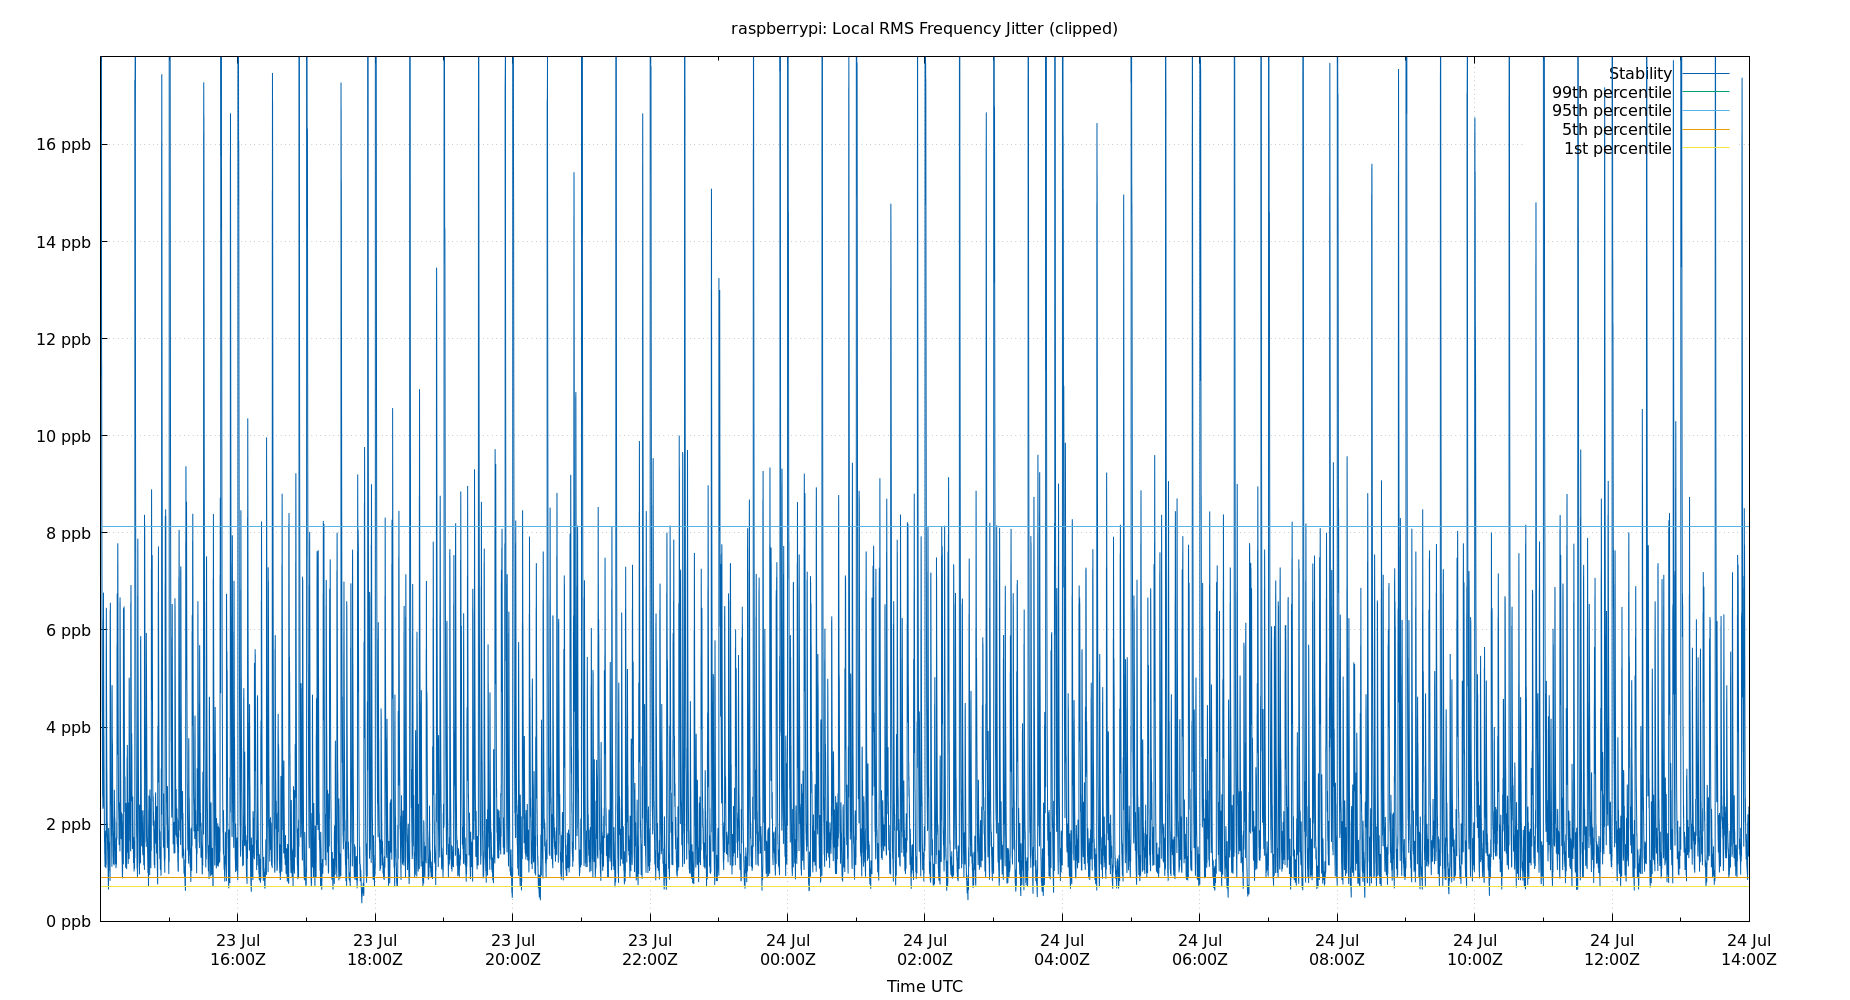 raspberrypi: Local RMS Frequency Jitter (clipped)
Stability
99th percentile
95th percentile
5th percentile
1st percentile
16 ppb
14 ppb
12 ppb
10 ppb
8 ppb
6 ppb
4 ppb
2 ppb
0 ppb
23 Jul 23 Jul 23 Jul 23 Jul 24 Jul 24 Jul 24 Jul 24 Jul 24 Jul 24 Jul 24 Jul 24 Jul
16:00Z 18:00Z 20:00Z 22:00Z 00:00Z 02:00Z 04:00Z 06:00Z 08:00Z 10:00Z 12:00Z 14:00Z
Time UTC